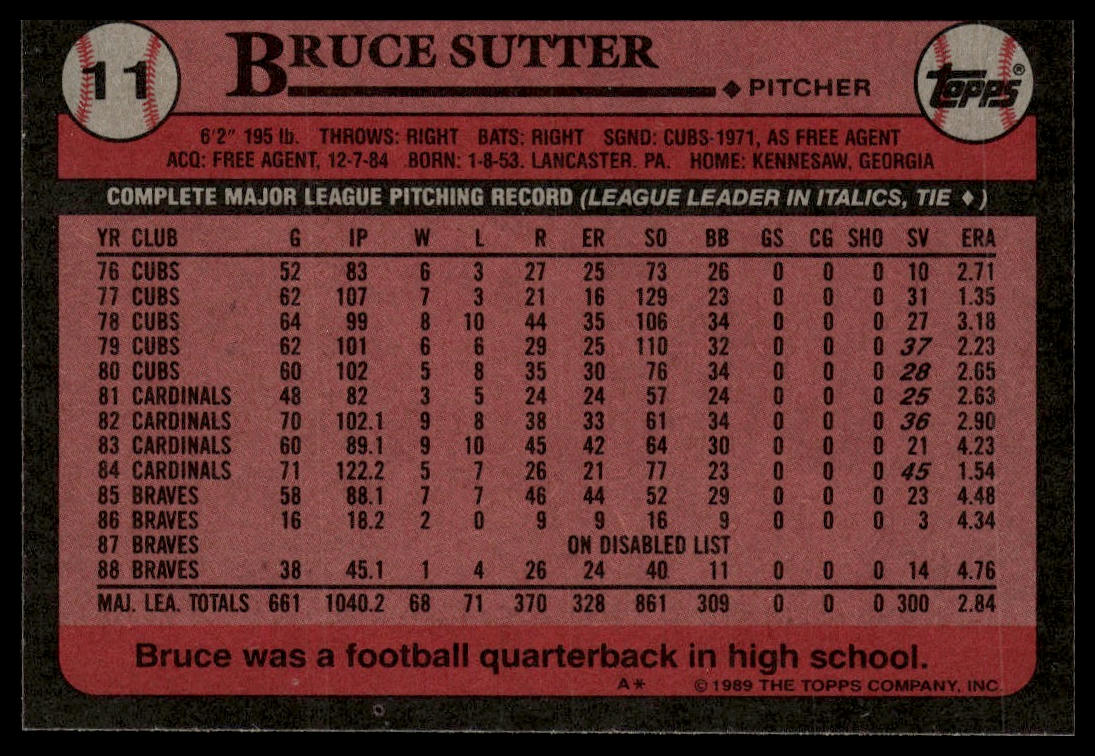 11
BRUCE SUTTER
◆ PITCHER
topps®
6'2" 195 lb. THROWS: RIGHT BATS: RIGHT SGND: CUBS-1971, AS FREE AGENT
ACQ: FREE AGENT, 12-7-84 BORN: 1-8-53. LANCASTER. PA. HOME: KENNESAW, GEORGIA
COMPLETE MAJOR LEAGUE PITCHING RECORD (LEAGUE LEADER IN ITALICS, TIE ♦)
YR CLUB G IP W L R ER SO BB GS CG SHO SV ERA
76 CUBS 52 83 6 3 27 25 73 26 0 0 0 10 2.71
77 CUBS 62 107 7 3 21 16 129 23 0 0 0 31 1.35
78 CUBS 64 99 8 10 44 35 106 34 0 0 0 27 3.18
79 CUBS 62 101 6 6 29 25 110 32 0 0 0 37 2.23
80 CUBS 60 102 5 8 35 30 76 34 0 0 0 28 2.65
81 CARDINALS 48 82 3 5 24 24 57 24 0 0 0 25 2.63
82 CARDINALS 70 102.1 9 8 38 33 61 34 0 0 0 36 2.90
83 CARDINALS 60 89.1 9 10 45 42 64 30 0 0 0 21 4.23
84 CARDINALS 71 122.2 5 7 26 21 77 23 0 0 0 45 1.54
85 BRAVES 58 88.1 7 7 46 44 52 29 0 0 0 23 4.48
86 BRAVES 16 18.2 2 0 9 9 16 9 0 0 0 3 4.34
87 BRAVES ON DISABLED LIST
88 BRAVES 38 45.1 1 4 26 24 40 11 0 0 0 14 4.76
MAJ. LEA. TOTALS 661 1040.2 68 71 370 328 861 309 0 0 0 300 2.84
Bruce was a football quarterback in high school.
A* © 1989 THE TOPPS COMPANY, INC.